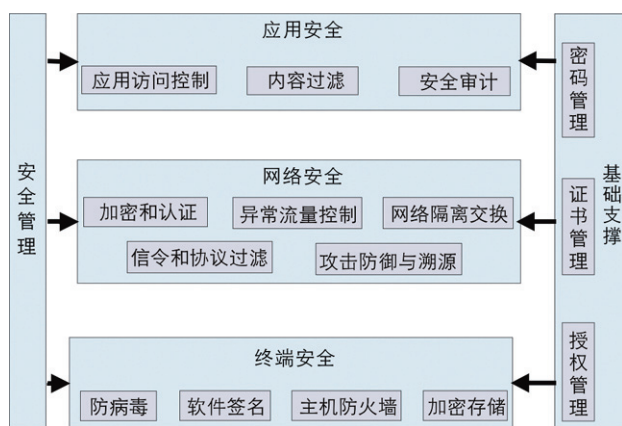 安全管理
应用安全
应用访问控制
内容过滤
安全审计
网络安全
加密和认证
异常流量控制
网络隔离交换
信令和协议过滤
攻击防御与溯源
终端安全
防病毒
软件签名
主机防火墙
加密存储
密码管理
证书管理
授权管理
基础支撑